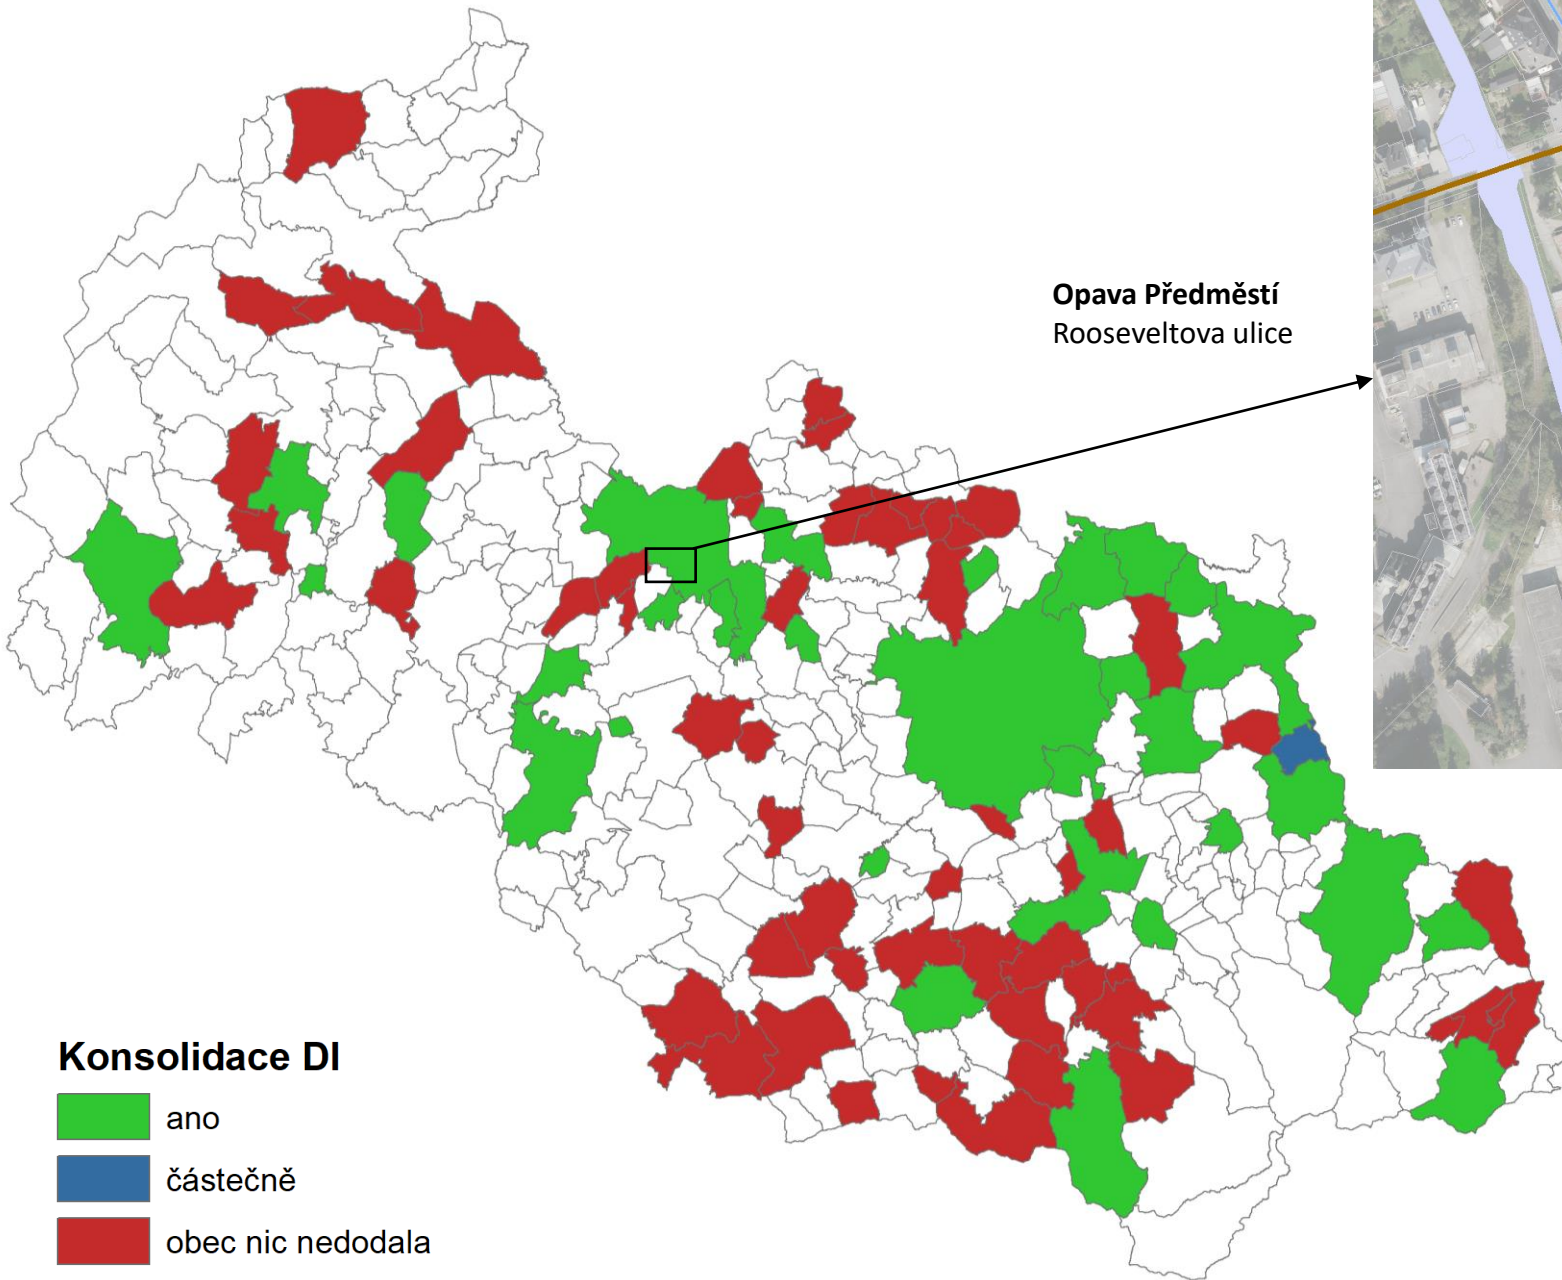 Opava Předměstí
Rooseveltova ulice
Konsolidace DI
ano
částečně
obec nic nedodala